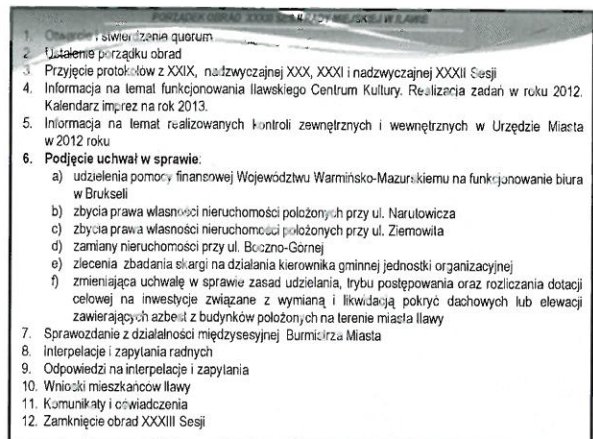 PORZĄDEK OBRAD XXXIII SESJI RADY MIEJSKIEJ W IŁAWIE
1. Otwarcie i stwierdzenie quorum
2. Ustalenie porządku obrad
3. Przyjęcie protokołów z XXIX, nadzwyczajnej XXX, XXXI i nadzwyczajnej XXXII Sesji
4. Informacja na temat funkcjonowania Iławskiego Centrum Kultury. Realizacja zadań w roku 2012.
Kalendarz imprez na rok 2013.
5. Informacja na temat realizowanych kontroli zewnętrznych i wewnętrznych w Urzędzie Miasta
w 2012 roku
6. Podjęcie uchwał w sprawie:
a) udzielenia pomocy finansowej Województwu Warmińsko-Mazurskiemu na funkcjonowanie biura
w Brukseli
b) zbycia prawa własności nieruchomości położonych przy ul. Narutowicza
c) zbycia prawa własności nieruchomości położonych przy ul. Ziemowita
d) zamiany nieruchomości przy ul. Boczno-Górnej
e) zlecenia zbadania skargi na działania kierownika gminnej jednostki organizacyjnej
f) zmieniająca uchwałę w sprawie zasad udzielania, trybu postępowania oraz rozliczania dotacji
celowej na inwestycje związane z wymianą i likwidacją pokryć dachowych lub elewacji
zawierających azbest z budynków położonych na terenie miasta Iławy
7. Sprawozdanie z działalności międzysesyjnej Burmistrza Miasta
8. Interpelacje i zapytania radnych
9. Odpowiedzi na interpelacje i zapytania
10. Wnioski mieszkańców Iławy
11. Komunikaty i oświadczenia
12. Zamknięcie obrad XXXIII Sesji